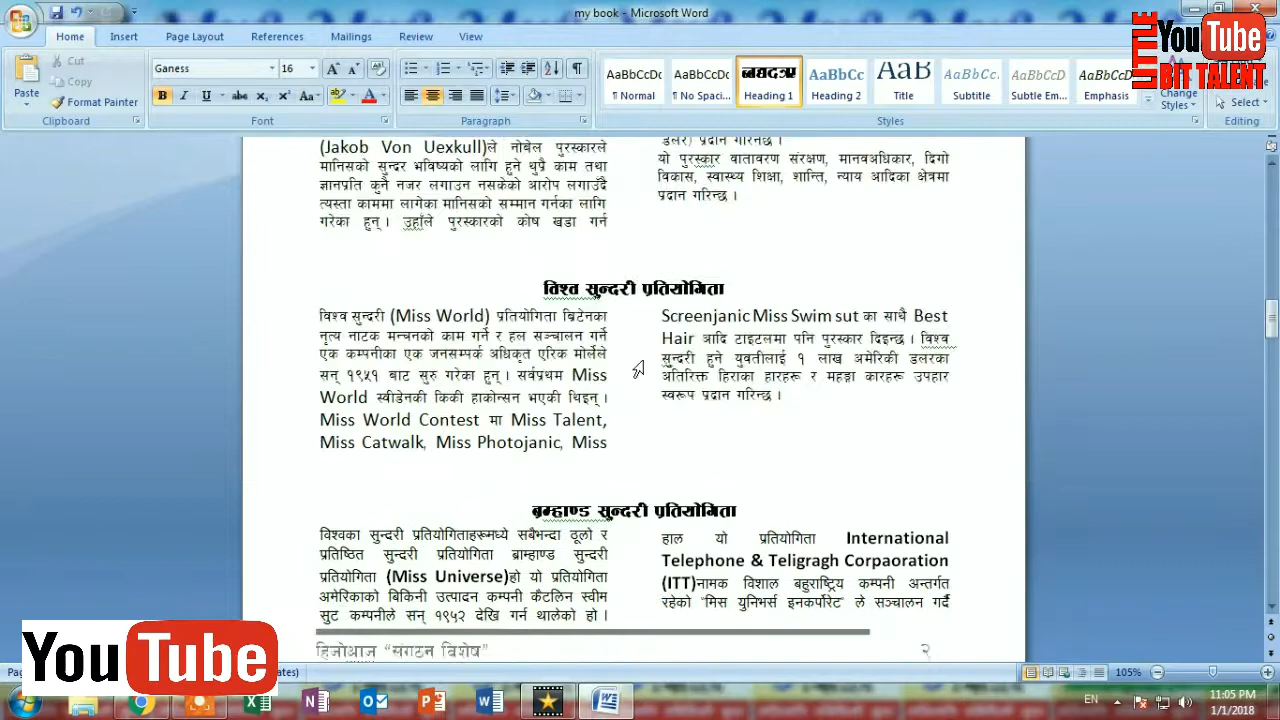 my book - Microsoft Word
Home Insert Page Layout References Mailings Review View
LITTLE YouTube BIT TALENT
Paste Cut Copy Format Painter
Clipboard
Ganess 16
Font
Paragraph
AaBbCcDc ¶ Normal
AaBbCcDc ¶ No Spaci...
Heading 1
AaBbCc Heading 2
AaB Title
AaBbCc. Subtitle
AaBbCcD Subtle Em...
AaBbCcD Emphasis
Change Styles
Styles
Select
Editing
(Jakob Von Uexkull)ले नोबेल पुरस्कारले
मानिसको सुन्दर भविष्यको लागि हुने थुप्रै काम तथा
ज्ञानप्रति कुनै नजर लगाउन नसकेको आरोप लगाउँदै
त्यस्ता काममा लागेका मानिसको सम्मान गर्नका लागि
गरेका हुन् । उहाँले पुरस्कारको कोष खडा गर्न
डलर) प्रदान गरिनछ ।
यो पुरस्कार वातावरण संरक्षण, मानवअधिकार, दिगो
विकास, स्वास्थ्य शिक्षा, शान्ति, न्याय आदिका क्षेत्रमा
प्रदान गरिन्छ ।
विश्व सुन्दरी प्रतियोगिता
विश्व सुन्दरी (Miss World) प्रतियोगिता ब्रिटेनका
नृत्य नाटक मन्चनको काम गर्ने र हल सञ्चालन गर्ने
एक कम्पनीका एक जनसम्पर्क अधिकृत एरिक मोर्लेले
सन् १९५१ बाट सुरु गरेका हुन् । सर्वप्रथम Miss
World स्वीडेनकी किकी हाकोन्सन भएकी थिइन् ।
Miss World Contest मा Miss Talent,
Miss Catwalk, Miss Photojanic, Miss
Screenjanic Miss Swim sut का साथै Best
Hair आदि टाइटलमा पनि पुरस्कार दिइन्छ । विश्व
सुन्दरी हुने युवतीलाई १ लाख अमेरिकी डलरका
अतिरिक्त हिराका हारहरू र महङ्गा कारहरू उपहार
स्वरूप प्रदान गरिन्छ ।
ब्रम्हाण्ड सुन्दरी प्रतियोगिता
विश्वका सुन्दरी प्रतियोगिताहरूमध्ये सबैभन्दा ठूलो र
प्रतिष्ठित सुन्दरी प्रतियोगिता ब्राम्हाण्ड सुन्दरी
प्रतियोगिता (Miss Universe)हो यो प्रतियोगिता
अमेरिकाको बिकिनी उत्पादन कम्पनी कैटलिन स्वीम
सुट कम्पनीले सन् १९५२ देखि गर्न थालेको हो ।
हाल यो प्रतियोगिता International
Telephone & Teligragh Corpaoration
(ITT)नामक विशाल बहुराष्ट्रिय कम्पनी अन्तर्गत
रहेको "मिस युनिभर्स इनकर्पोरेट" ले सञ्चालन गर्दै
हिजोआज "संगठन विशेष" २
YouTube
105%
EN 11:05 PM
1/1/2018